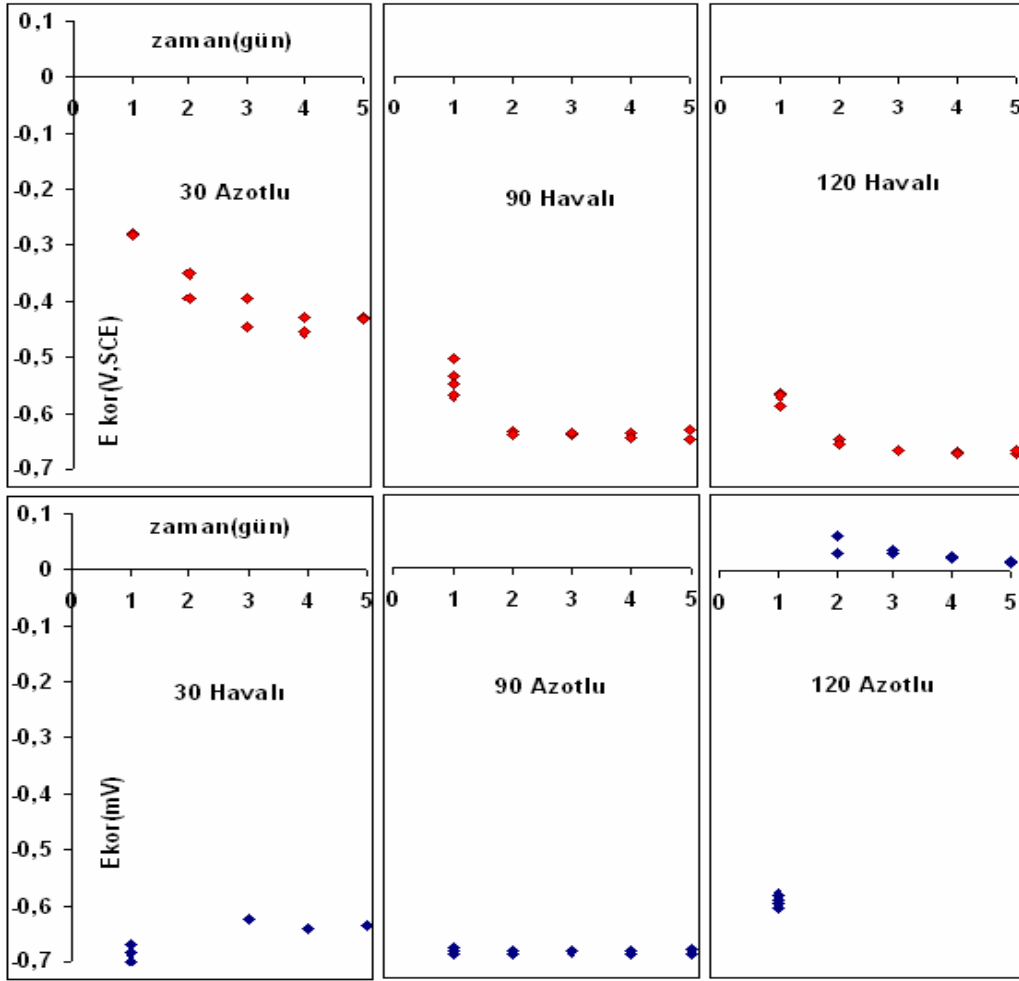 0,1
zaman(gün)
0
0 1 2 3 4 5
0 1 2 3 4 5
0 1 2 3 4 5
-0,1
-0,2
30 Azotlu
90 Havalı
120 Havalı
-0,3
-0,4
-0,5
-0,6
-0,7
E kor(V,SCE)
0,1
zaman(gün)
0
0 1 2 3 4 5
0 1 2 3 4 5
0 1 2 3 4 5
-0,1
-0,2
30 Havalı
90 Azotlu
120 Azotlu
-0,3
-0,4
-0,5
-0,6
-0,7
Ekor(mV)